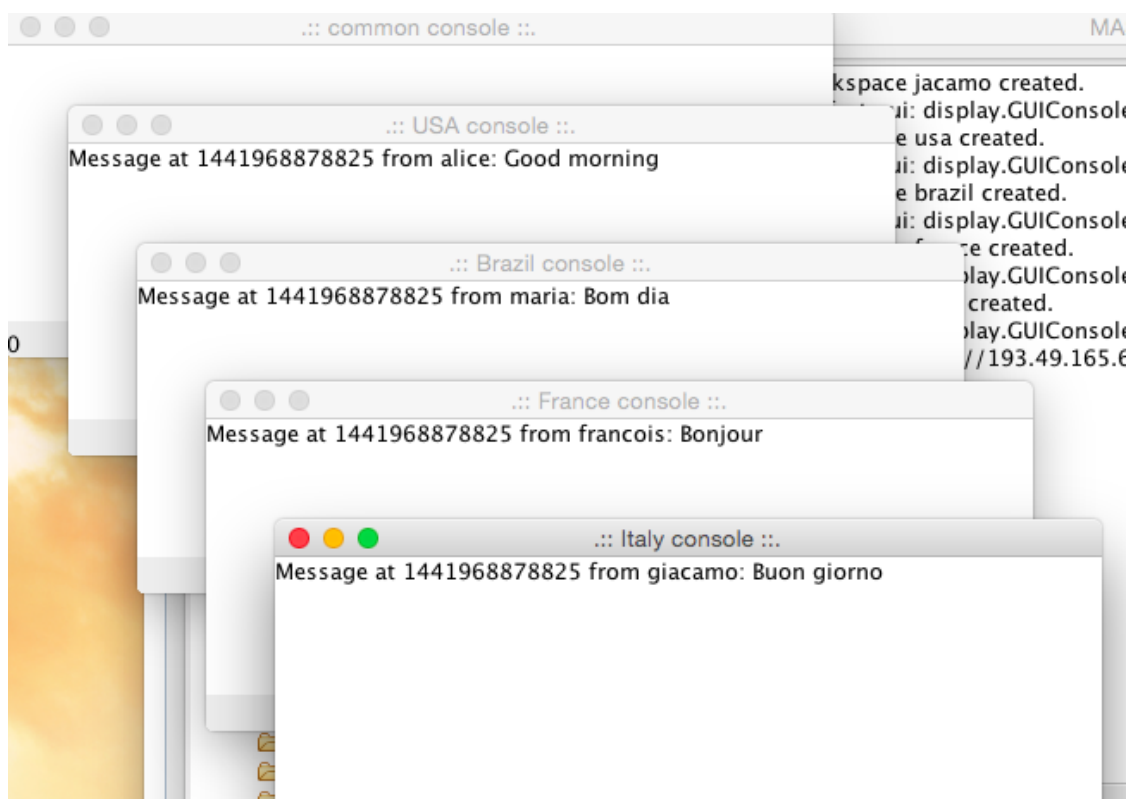 .:: common console ::.
MA
kspace jacamo created.
ui: display.GUIConsole
.:: USA console ::.
e usa created.
Message at 1441968878825 from alice: Good morning
ui: display.GUIConsole
e brazil created.
ui: display.GUIConsole
ce created.
.:: Brazil console ::.
play.GUIConsole
Message at 1441968878825 from maria: Bom dia
created.
play.GUIConsole
0
//193.49.165.6
.:: France console ::.
Message at 1441968878825 from francois: Bonjour
.:: Italy console ::.
Message at 1441968878825 from giacamo: Buon giorno